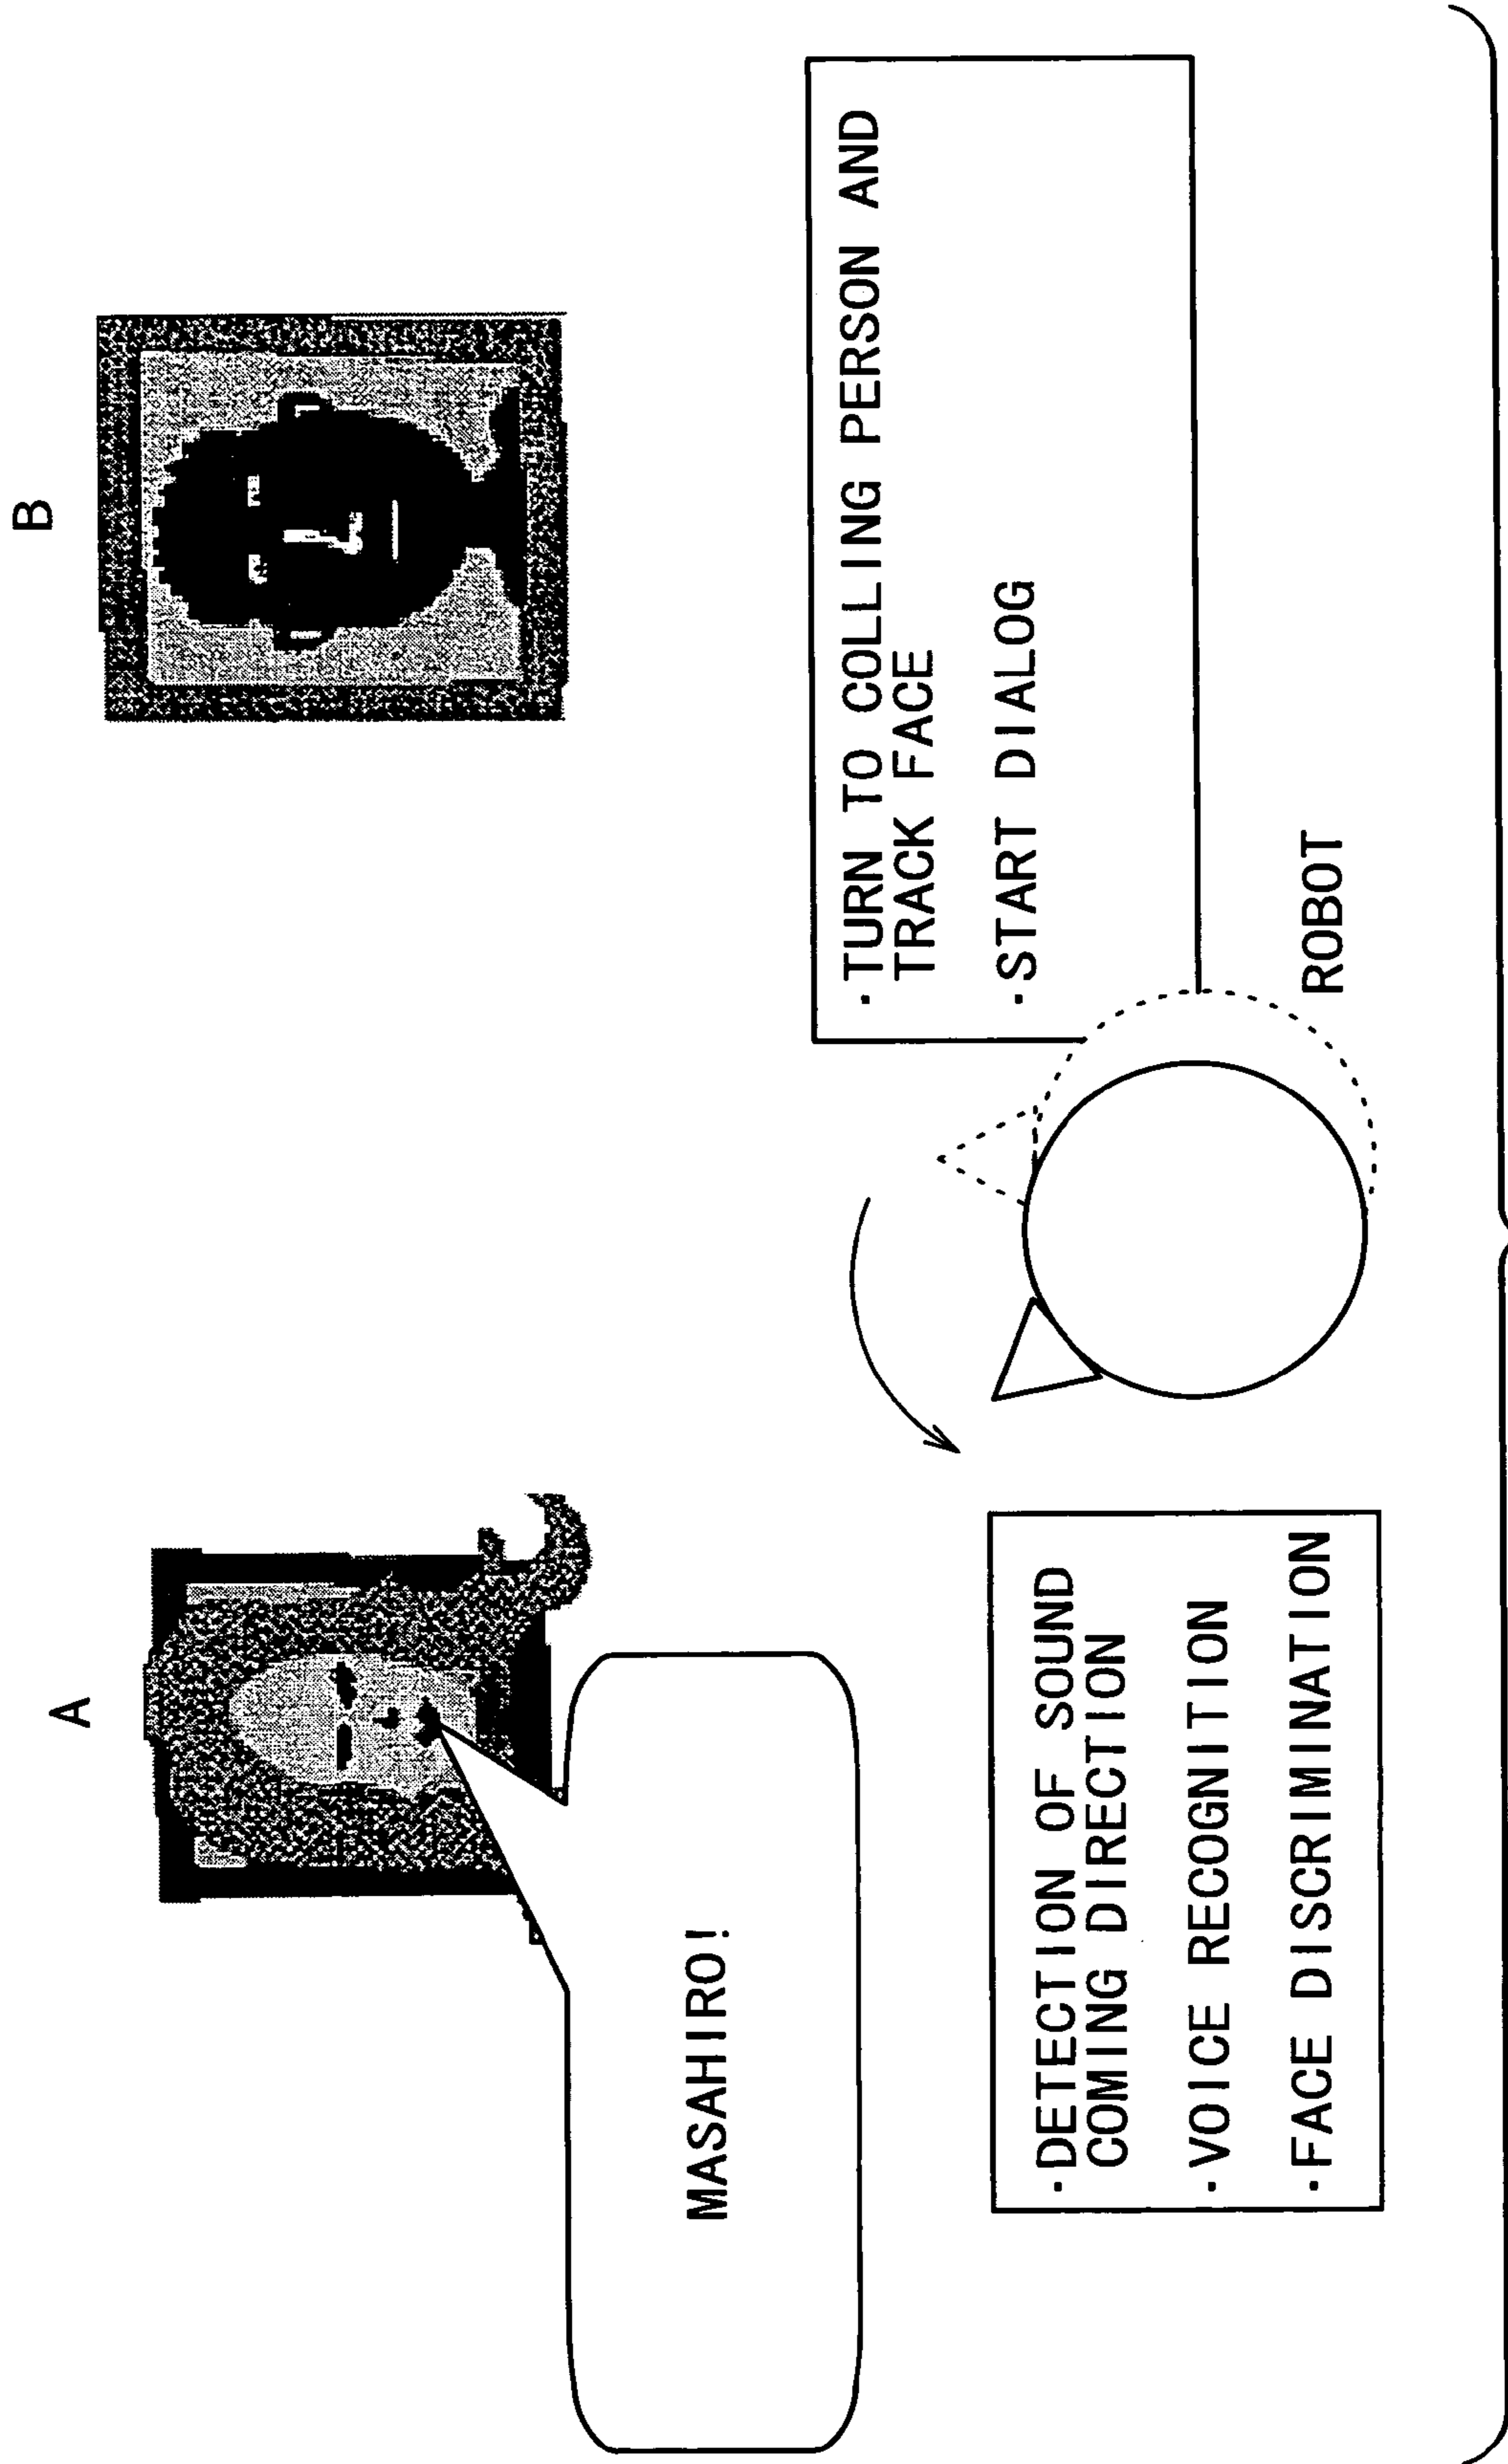 A
B
MASAHIRO!
·DETECTION OF SOUND
COMING DIRECTION
·VOICE RECOGNITION
·FACE DISCRIMINATION
·TURN TO COLLING PERSON AND
TRACK FACE
·START DIALOG
ROBOT